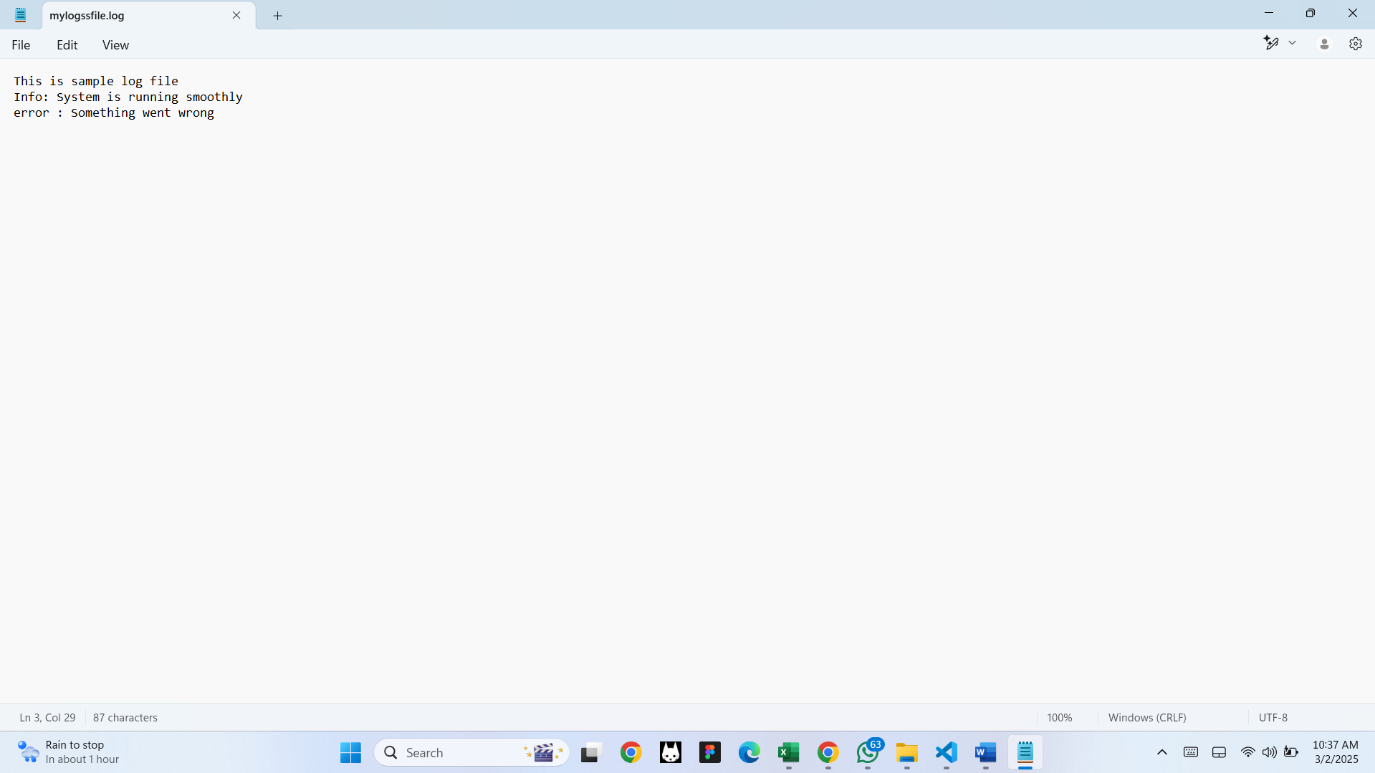 mylogssfile.log
File Edit View
This is sample log file
Info: System is running smoothly
error : Something went wrong
Ln 3, Col 29 87 characters 100% Windows (CRLF) UTF-8
Rain to stop
In about 1 hour
Search
63
10:37 AM
3/2/2025